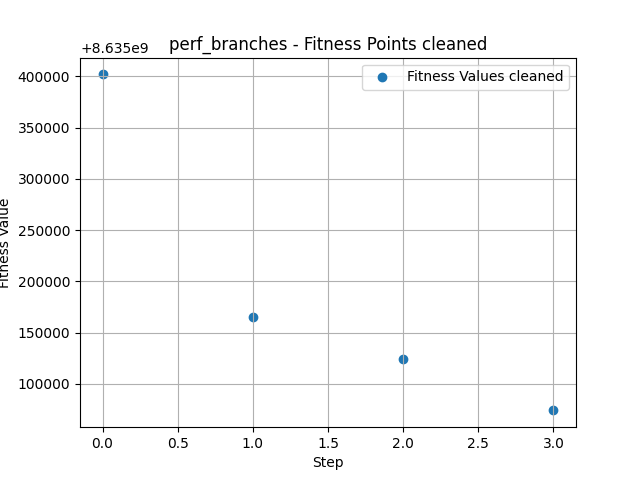 perf_branches - Fitness Points cleaned
+8.635e9
Fitness Values cleaned
400000
350000
300000
250000
200000
150000
100000
Fitness Value
0.0 0.5 1.0 1.5 2.0 2.5 3.0
Step